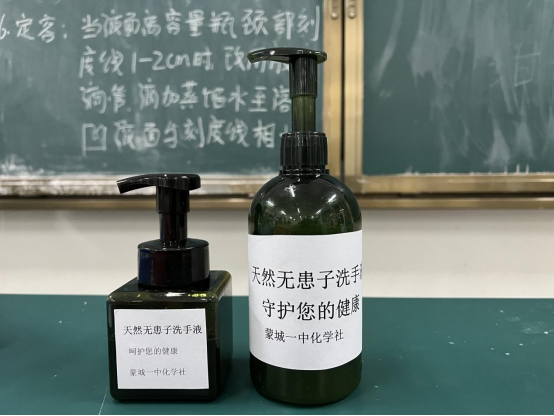 6.定容：当液面离容量瓶颈部刻
度线1-2cm时，改用胶
滴管滴加蒸馏水至溶
凹液面与刻度线相
天然无患子洗手液
守护您的健康
蒙城一中化学社
天然无患子洗手液
呵护您的健康
蒙城一中化学社